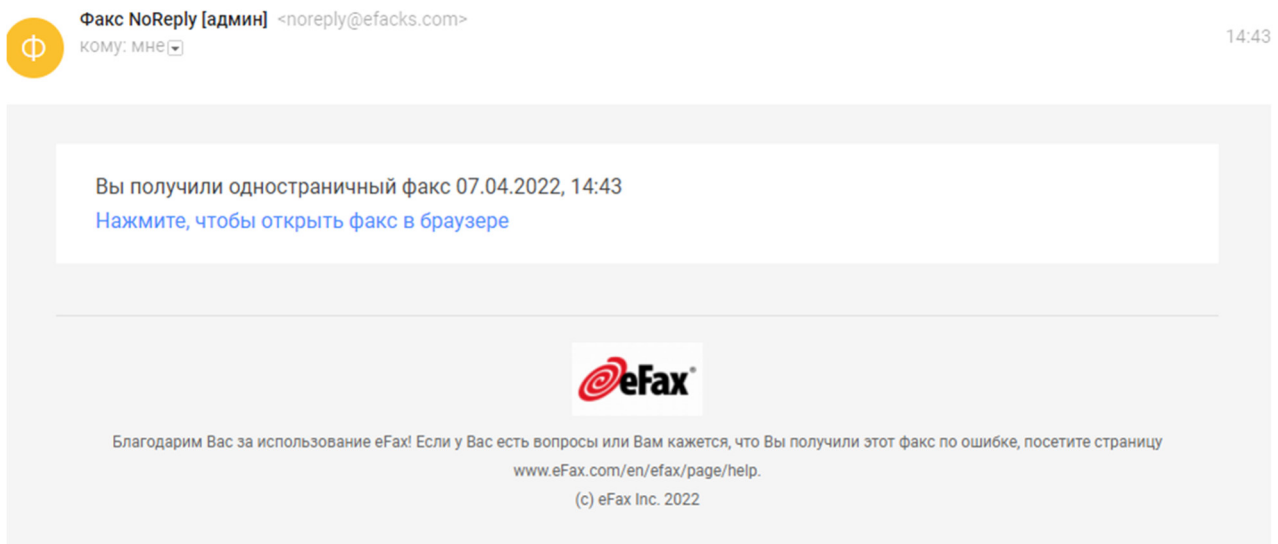 Факс NoReply [админ] <noreply@efacks.com>
кому: мне
14:43
Ф
Вы получили одностраничный факс 07.04.2022, 14:43
Нажмите, чтобы открыть факс в браузере
eFax®
Благодарим Вас за использование eFax! Если у Вас есть вопросы или Вам кажется, что Вы получили этот факс по ошибке, посетите страницу
www.eFax.com/en/efax/page/help.
(c) eFax Inc. 2022